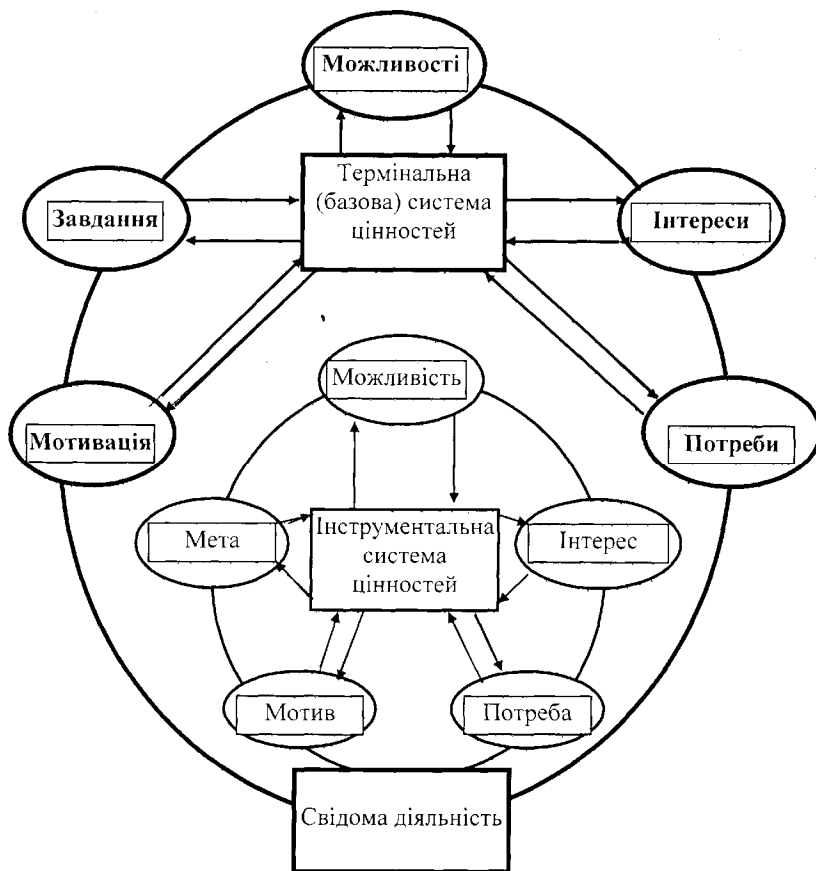 Можливості
Термінальна
(базова) система
цінностей
Завдання
Інтереси
Можливість
Мотивація
Потреби
Мета
Інструментальна
система
цінностей
Інтерес
Мотив
Потреба
Свідома діяльність